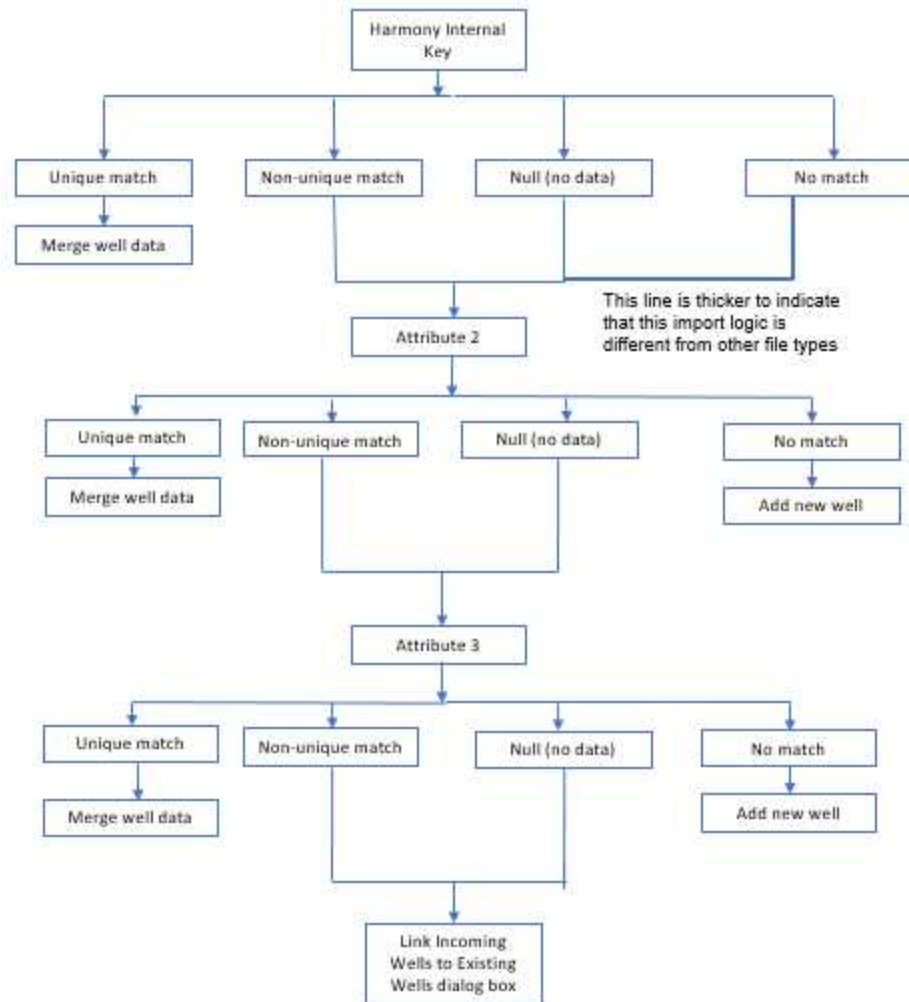 Harmony Internal
Key
Unique match
Non-unique match
Null (no data)
No match
Merge well data
This line is thicker to indicate
that this import logic is
different from other file types
Attribute 2
Unique match
Non-unique match
Null (no data)
No match
Merge well data
Add new well
Attribute 3
Unique match
Non-unique match
Null (no data)
No match
Merge well data
Add new well
Link Incoming
Wells to Existing
Wells dialog box